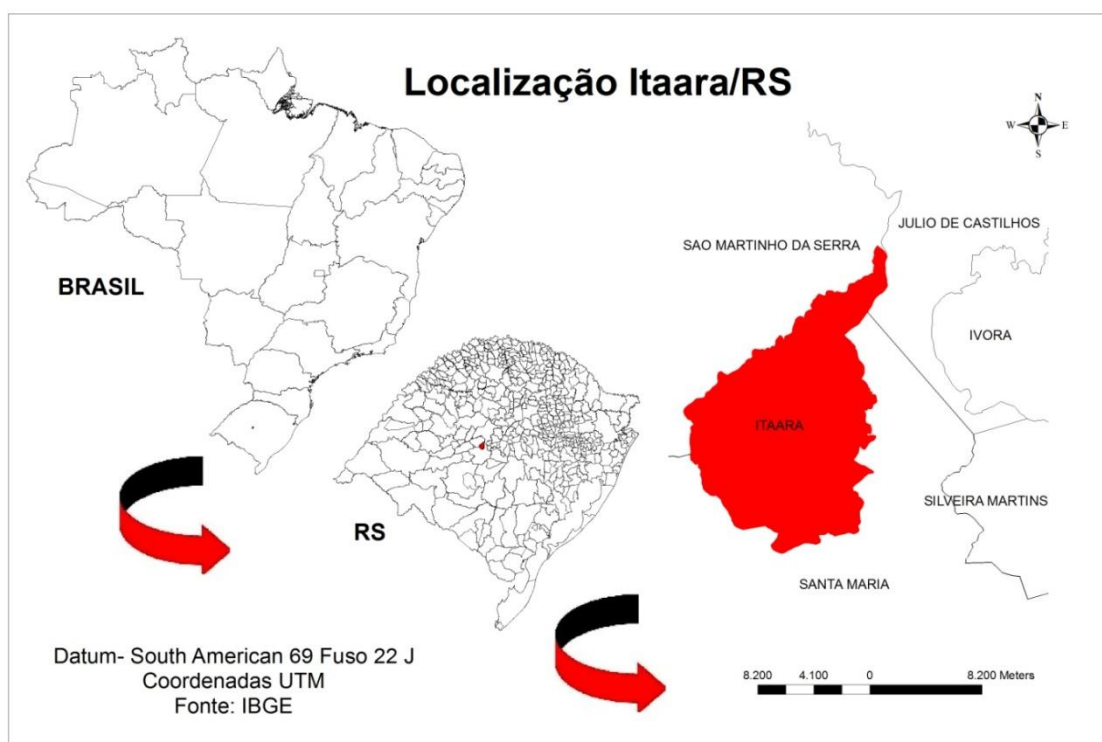 Localização Itaara/RS
N
W
E
S
JULIO DE CASTILHOS
SAO MARTINHO DA SERRA
BRASIL
IVORA
ITAARA
SILVEIRA MARTINS
RS
SANTA MARIA
Datum- South American 69 Fuso 22 J
Coordenadas UTM
Fonte: IBGE
8.200 4.100 0 8.200 Meters